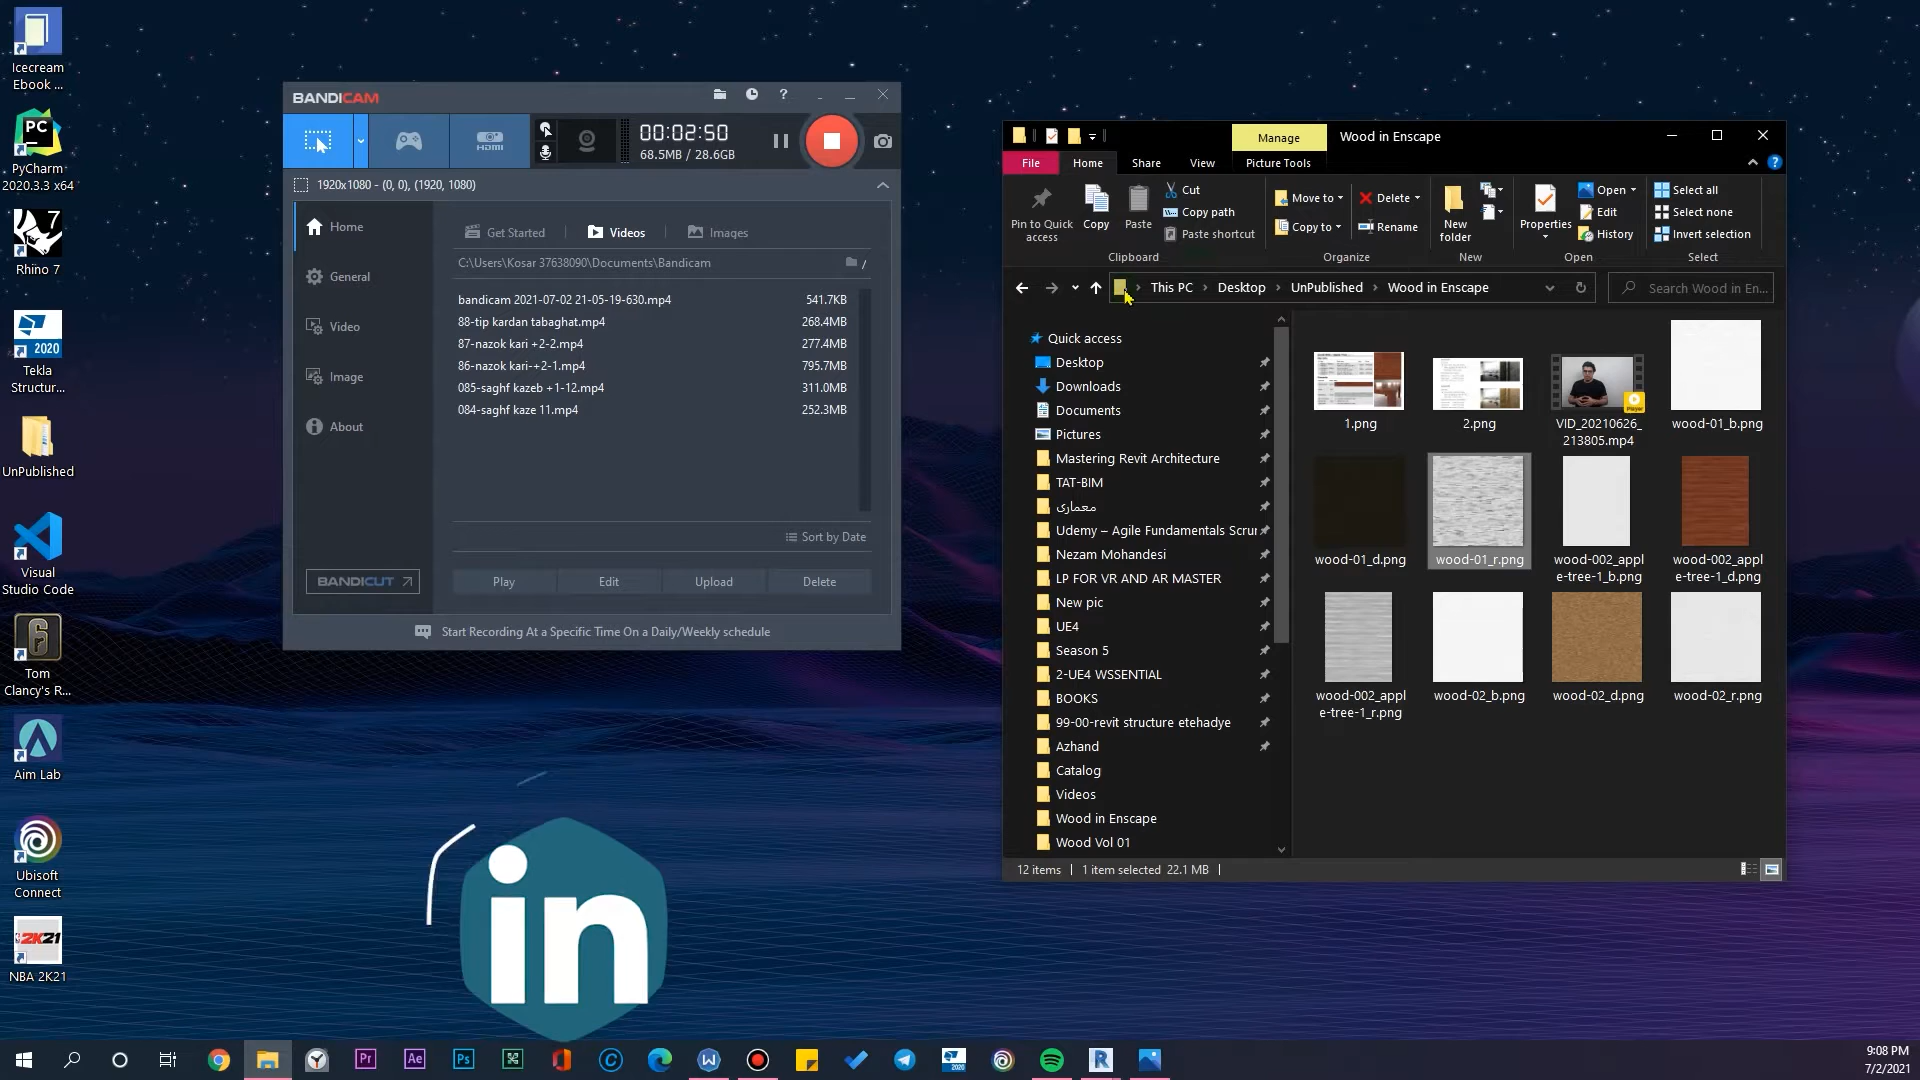 Icecream
Ebook ...
PC
PyCharm
2020.3.3 x64
7
Rhino 7
2020
Tekla
Structur...
UnPublished
Visual
Studio Code
6
Tom
Clancy's R...
Aim Lab
Ubisoft
Connect
2K21
NBA 2K21
BANDICAM
?
HDMI
00:02:50
68.5MB / 28.6GB
1920x1080 - (0, 0), (1920, 1080)
Home
General
Video
Image
About
BANDICUT
Get Started
Videos
Images
C:\Users\Kosar 37638090\Documents\Bandicam
/
bandicam 2021-07-02 21-05-19-630.mp4 541.7KB
88-tip kardan tabaghat.mp4 268.4MB
87-nazok kari +2-2.mp4 277.4MB
86-nazok kari-+2-1.mp4 795.7MB
085-saghf kazeb +1-12.mp4 311.0MB
084-saghf kaze 11.mp4 252.3MB
Sort by Date
Play Edit Upload Delete
Start Recording At a Specific Time On a Daily/Weekly schedule
Manage Wood in Enscape
File Home Share View Picture Tools
Pin to Quick
access
Copy
Paste
Cut
Copy path
Paste shortcut
Clipboard
Move to
Copy to
Delete
Rename
Organize
New
folder
New
Properties
Open
Edit
History
Open
Select all
Select none
Invert selection
Select
This PC > Desktop > UnPublished > Wood in Enscape
Search Wood in En...
Quick access
Desktop
Downloads
Documents
Pictures
Mastering Revit Architecture
TAT-BIM
معماری
Udemy – Agile Fundamentals Scrur
Nezam Mohandesi
LP FOR VR AND AR MASTER
New pic
UE4
Season 5
2-UE4 WSSENTIAL
BOOKS
99-00-revit structure etehadye
Azhand
Catalog
Videos
Wood in Enscape
Wood Vol 01
1.png
2.png
VID_20210626_
213805.mp4
wood-01_b.png
wood-01_d.png
wood-01_r.png
wood-002_appl
e-tree-1_b.png
wood-002_appl
e-tree-1_d.png
wood-002_appl
e-tree-1_r.png
wood-02_b.png
wood-02_d.png
wood-02_r.png
12 items
1 item selected 22.1 MB
in
Pr
Ae
Ps
2020
R
9:08 PM
7/2/2021